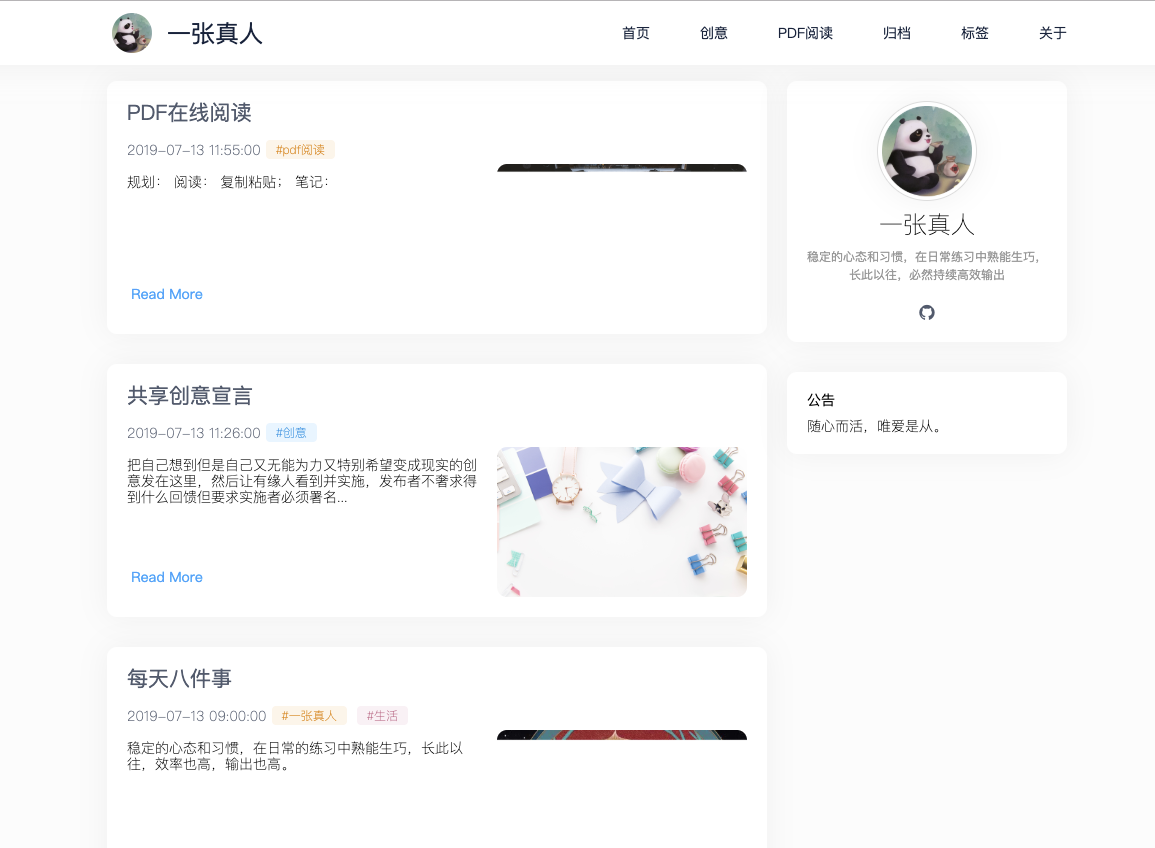 一张真人
首页 创意 PDF阅读 归档 标签 关于
PDF在线阅读
2019-07-13 11:55:00 #pdf阅读
规划： 阅读： 复制粘贴； 笔记：
Read More
共享创意宣言
2019-07-13 11:26:00 #创意
把自己想到但是自己又无能为力又特别希望变成现实的创
意发在这里，然后让有缘人看到并实施，发布者不奢求得
到什么回馈但要求实施者必须署名...
Read More
每天八件事
2019-07-13 09:00:00 #一张真人 #生活
稳定的心态和习惯，在日常的练习中熟能生巧，长此以
往，效率也高，输出也高。
一张真人
稳定的心态和习惯，在日常练习中熟能生巧，
长此以往，必然持续高效输出
公告
随心而活，唯爱是从。